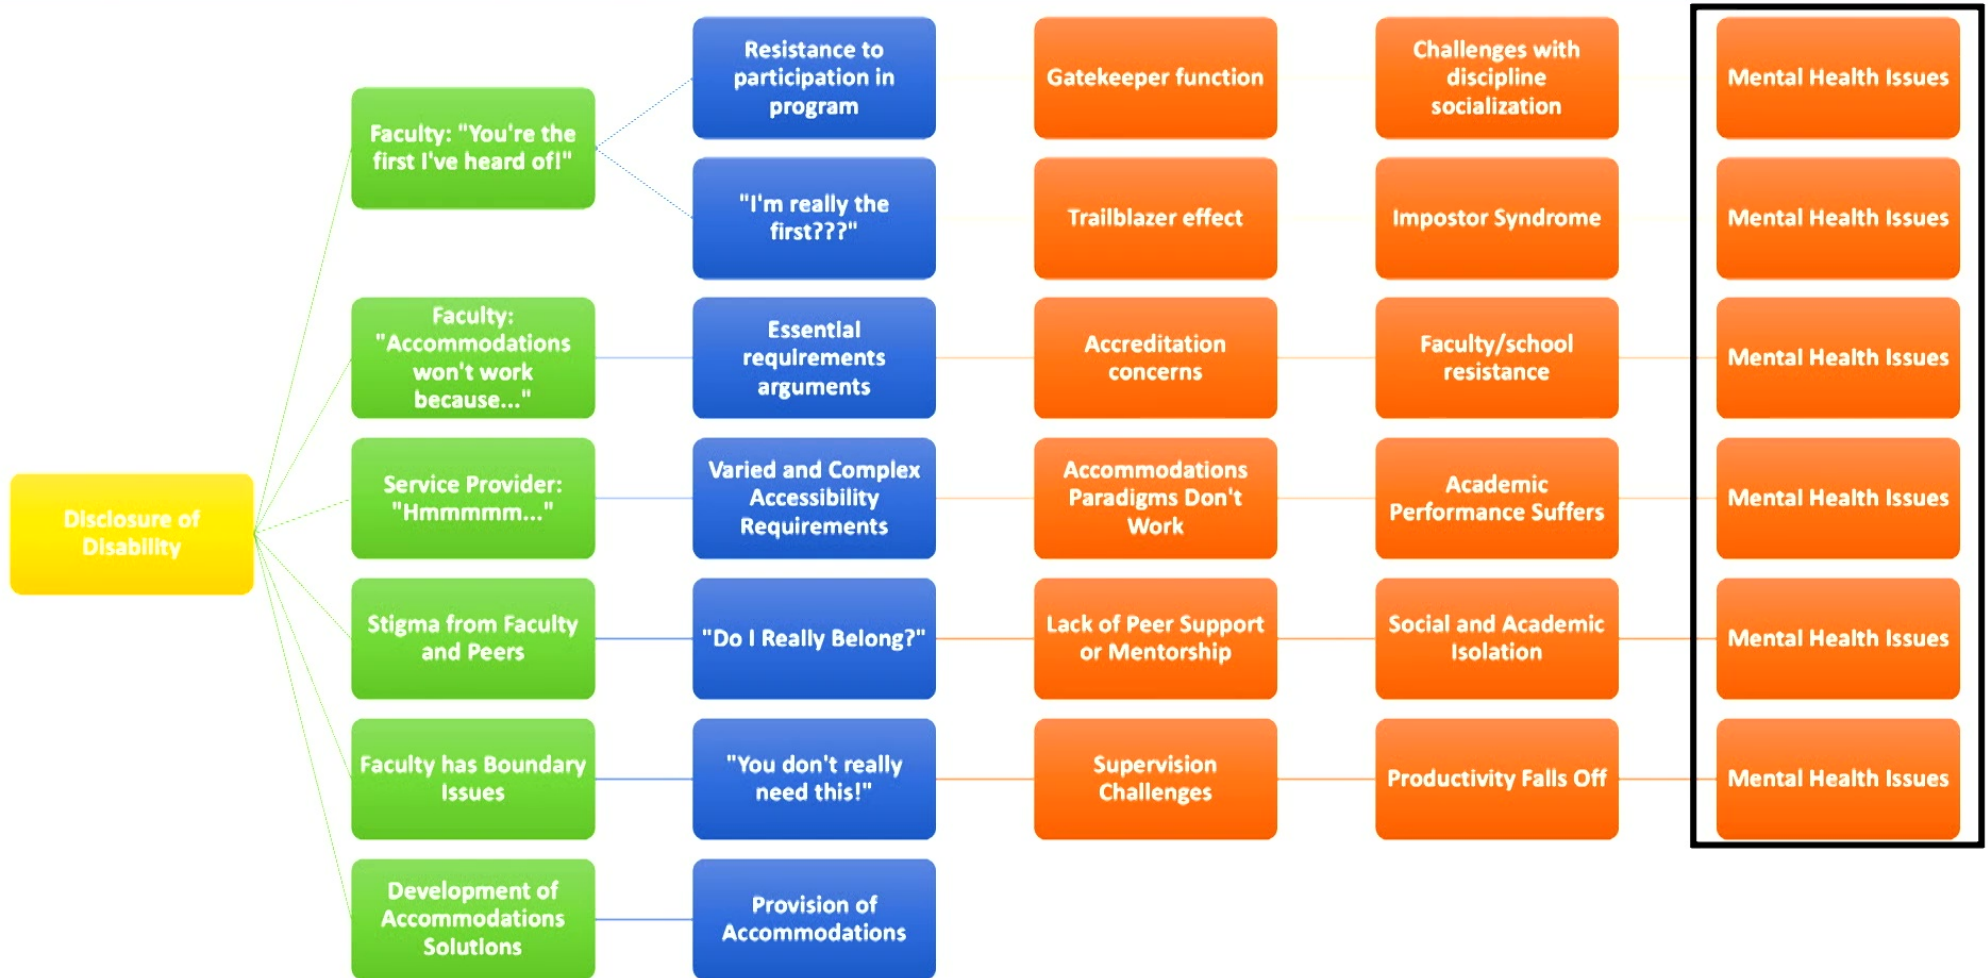 Disclosure of
Disability
Faculty: "You're the
first I've heard of!"
Resistance to
participation in
program
Gatekeeper function
Challenges with
discipline
socialization
Mental Health Issues
"I'm really the
first???"
Trailblazer effect
Impostor Syndrome
Mental Health Issues
Faculty:
"Accommodations
won't work
because..."
Essential
requirements
arguments
Accreditation
concerns
Faculty/school
resistance
Mental Health Issues
Service Provider:
"Hmmmmm..."
Varied and Complex
Accessibility
Requirements
Accommodations
Paradigms Don't
Work
Academic
Performance Suffers
Mental Health Issues
Stigma from Faculty
and Peers
"Do I Really Belong?"
Lack of Peer Support
or Mentorship
Social and Academic
Isolation
Mental Health Issues
Faculty has Boundary
Issues
"You don't really
need this!"
Supervision
Challenges
Productivity Falls Off
Mental Health Issues
Development of
Accommodations
Solutions
Provision of
Accommodations